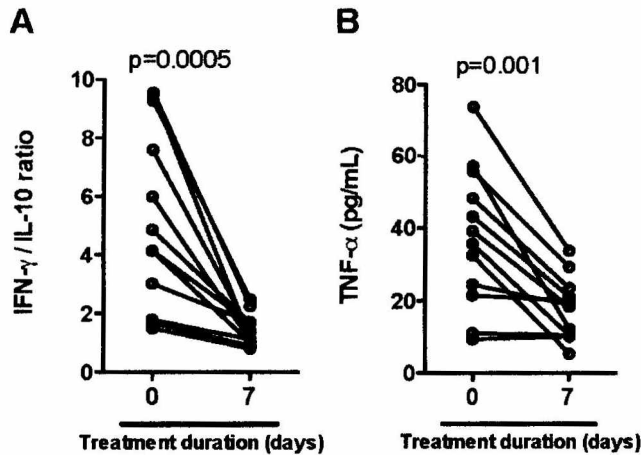 A
p=0.0005
IFN-γ / IL-10 ratio
10
8
6
4
2
0
0 7
Treatment duration (days)
B
p=0.001
TNF-α (pg/mL)
80
60
40
20
0
0 7
Treatment duration (days)